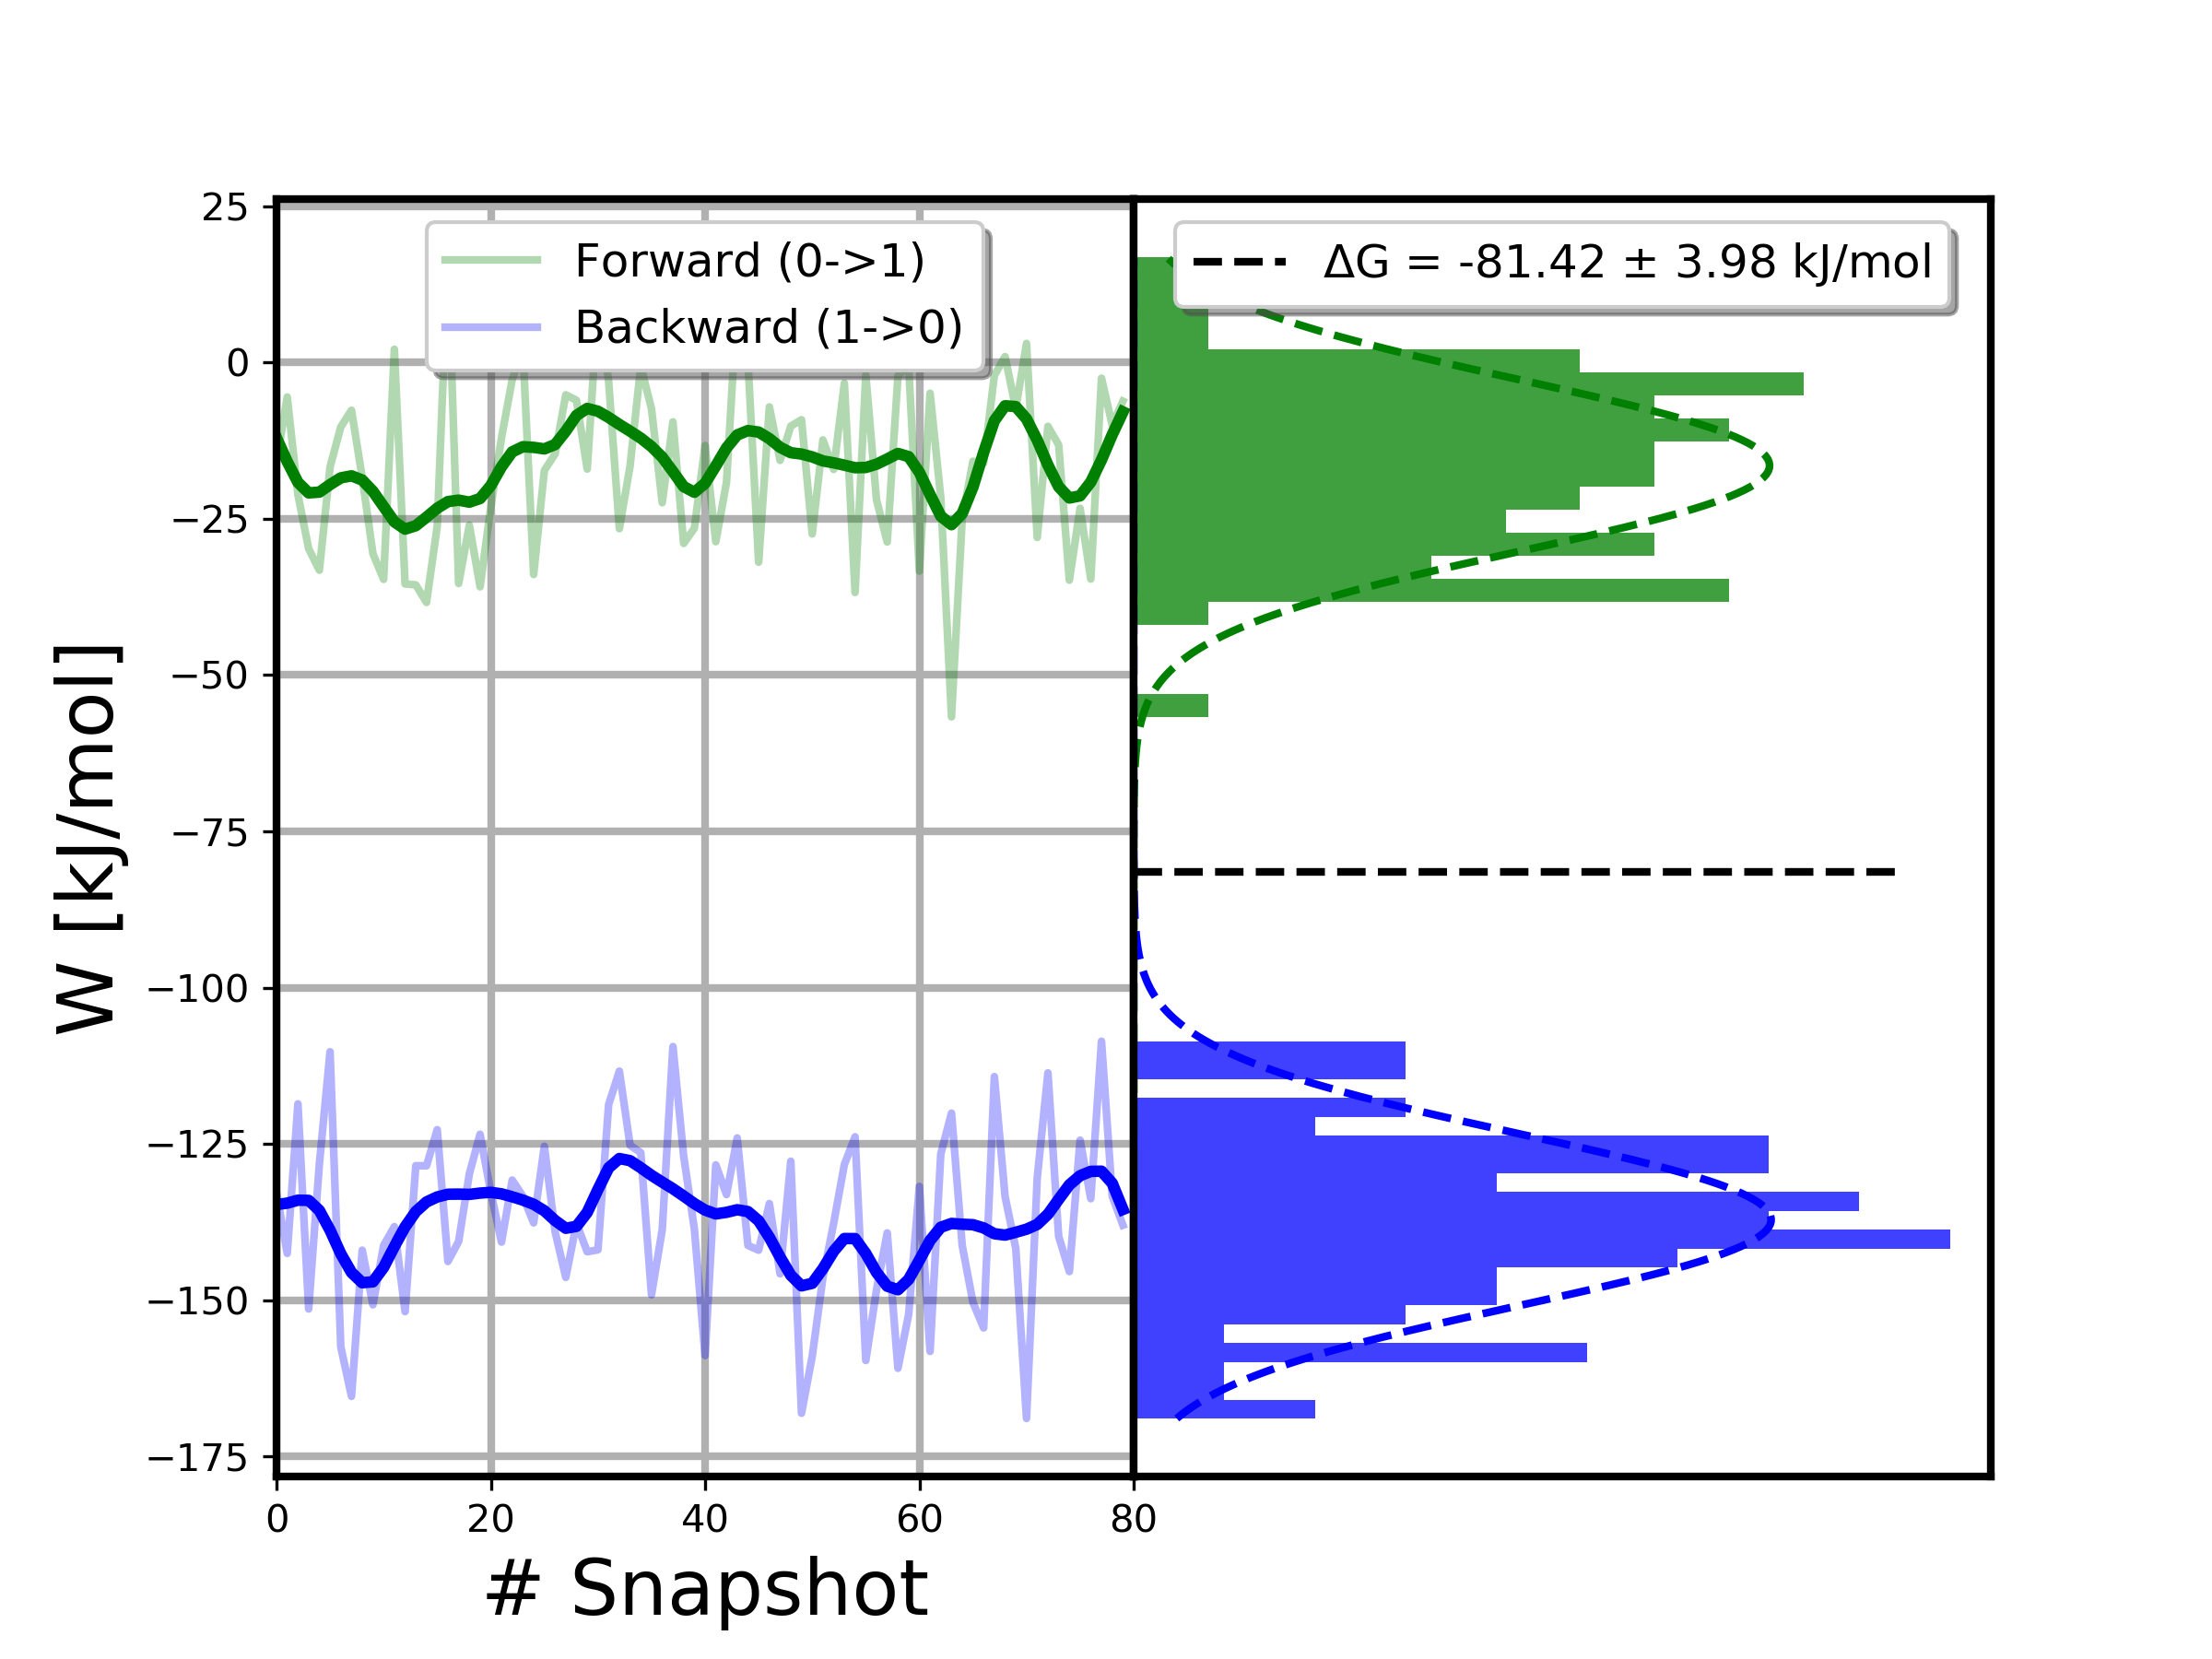 W [kJ/mol]
25
0
−25
−50
−75
−100
−125
−150
−175
Forward (0->1)
Backward (1->0)
ΔG = -81.42 ± 3.98 kJ/mol
0 20 40 60 80
# Snapshot